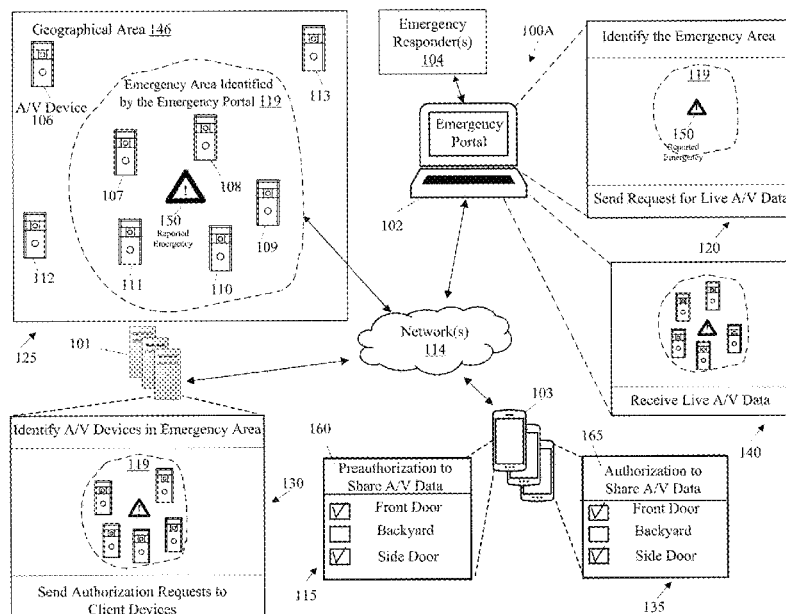 Geographical Area 146
A/V Device
106
113
Emergency Area Identified
by the Emergency Portal 119
107
108
150
Reported
Emergency
109
112
111
110
125
101
Emergency
Responder(s)
104
100A
Emergency
Portal
102
Identify the Emergency Area
119
150
Reported
Emergency
Send Request for Live A/V Data
120
Receive Live A/V Data
140
Network(s)
114
103
Identify A/V Devices in Emergency Area
119
Send Authorization Requests to
Client Devices
130
160
Preauthorization to
Share A/V Data
Front Door
Backyard
Side Door
115
165
Authorization to
Share A/V Data
Front Door
Backyard
Side Door
135